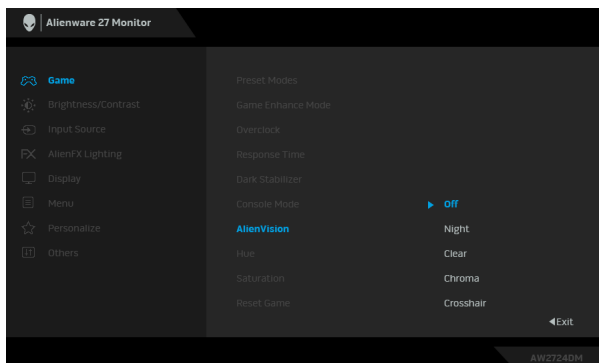 Alienware 27 Monitor
Game
Brightness/Contrast
Input Source
FX AlienFX Lighting
Display
Menu
Personalize
Others
Preset Modes
Game Enhance Mode
Overclock
Response Time
Dark Stabilizer
Console Mode
AlienVision
Hue
Saturation
Reset Game
Off
Night
Clear
Chroma
Crosshair
Exit
AW2724DM